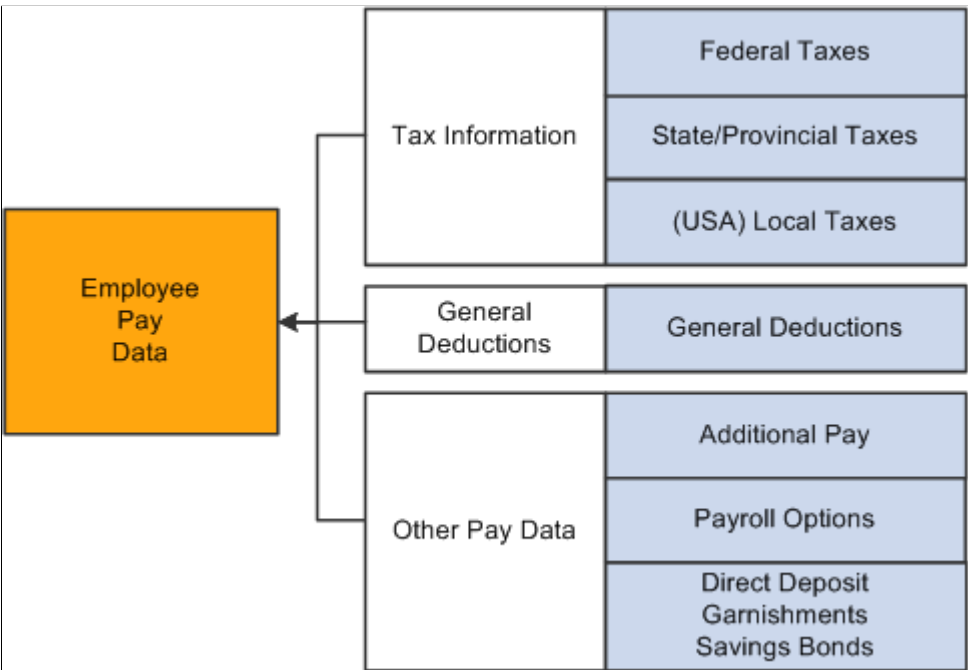 Employee
Pay
Data
Tax Information
Federal Taxes
State/Provincial Taxes
(USA) Local Taxes
General
Deductions
General Deductions
Other Pay Data
Additional Pay
Payroll Options
Direct Deposit
Garnishments
Savings Bonds